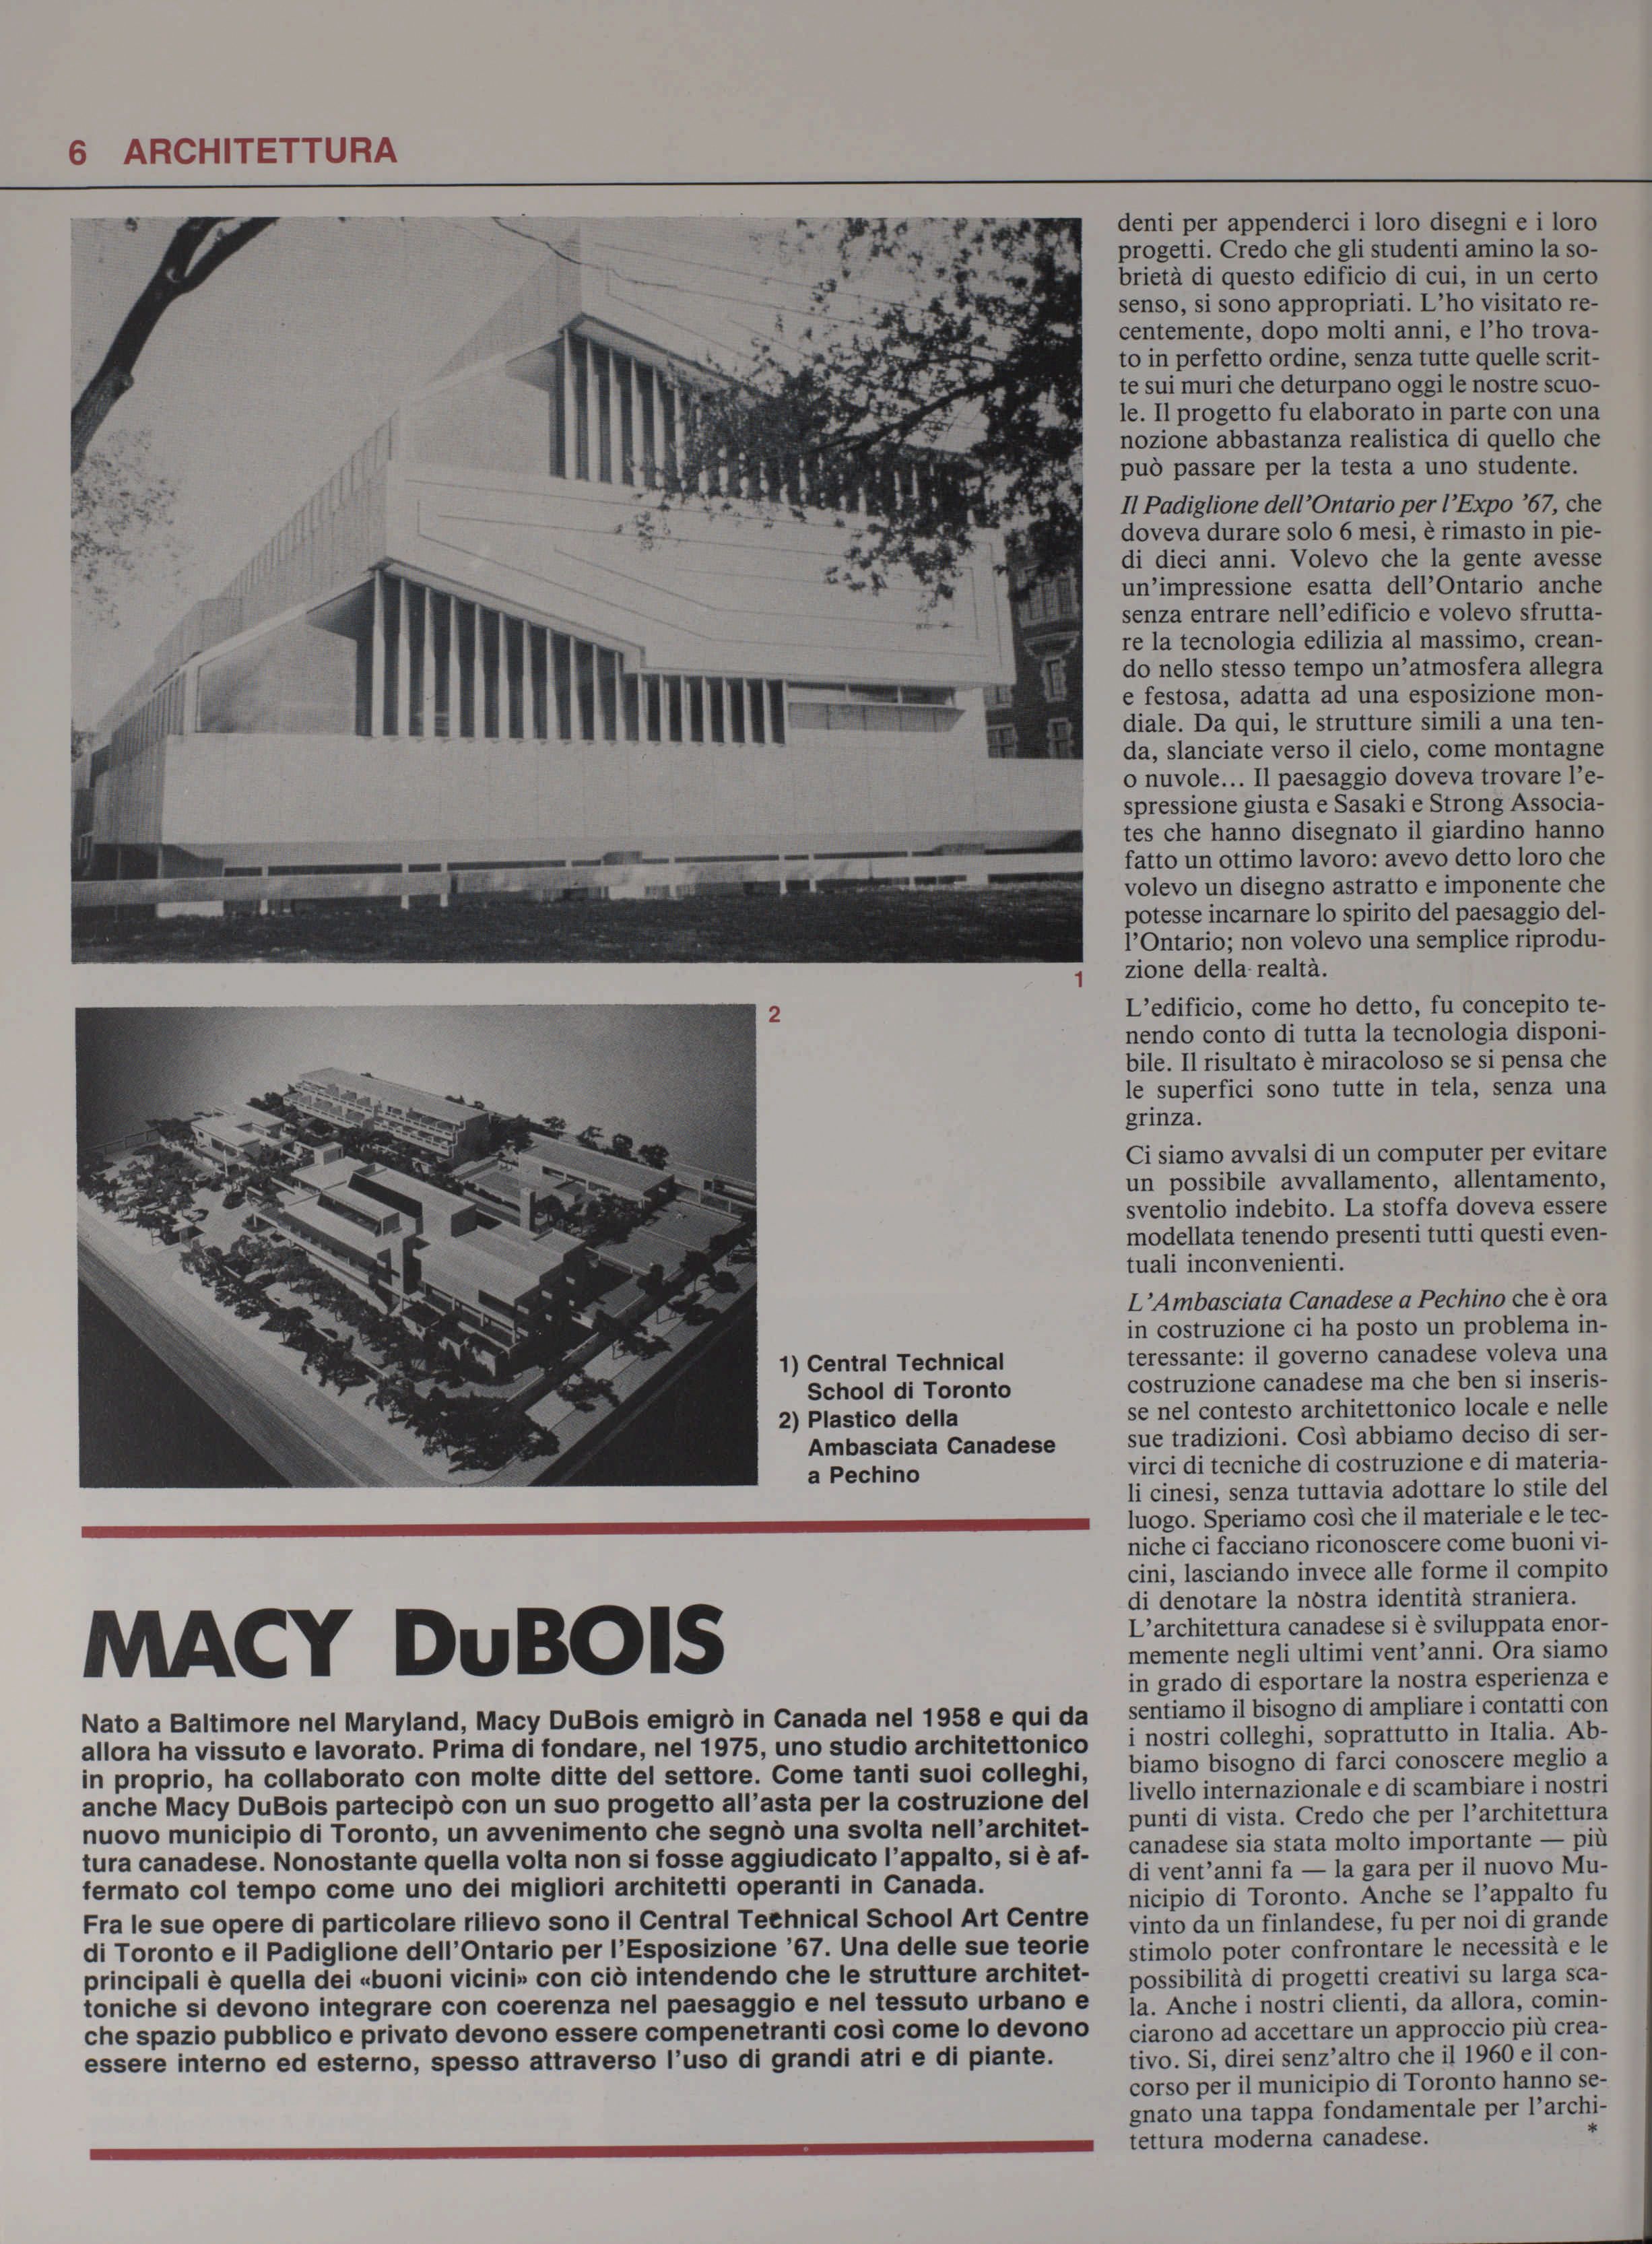 6 ARCHITETTURA
1
2
1) Central Technical
School di Toronto
2) Plastico della
Ambasciata Canadese
a Pechino
MACY DuBOIS
Nato a Baltimore nel Maryland, Macy DuBois emigrò in Canada nel 1958 e qui da
allora ha vissuto e lavorato. Prima di fondare, nel 1975, uno studio architettonico
in proprio, ha collaborato con molte ditte del settore. Come tanti suoi colleghi,
anche Macy DuBois partecipò con un suo progetto all'asta per la costruzione del
nuovo municipio di Toronto, un avvenimento che segnò una svolta nell'architet-
tura canadese. Nonostante quella volta non si fosse aggiudicato l'appalto, si è af-
fermato col tempo come uno dei migliori architetti operanti in Canada.
Fra le sue opere di particolare rilievo sono il Central Technical School Art Centre
di Toronto e il Padiglione dell'Ontario per l'Esposizione '67. Una delle sue teorie
principali è quella dei «buoni vicini» con ciò intendendo che le strutture architet-
toniche si devono integrare con coerenza nel paesaggio e nel tessuto urbano e
che spazio pubblico e privato devono essere compenetranti così come lo devono
essere interno ed esterno, spesso attraverso l'uso di grandi atri e di piante.
denti per appenderci i loro disegni e i loro
progetti. Credo che gli studenti amino la so-
brietà di questo edificio di cui, in un certo
senso, si sono appropriati. L'ho visitato re-
centemente, dopo molti anni, e l'ho trova-
to in perfetto ordine, senza tutte quelle scrit-
te sui muri che deturpano oggi le nostre scuo-
le. Il progetto fu elaborato in parte con una
nozione abbastanza realistica di quello che
può passare per la testa a uno studente.
Il Padiglione dell'Ontario per l'Expo '67, che
doveva durare solo 6 mesi, è rimasto in pie-
di dieci anni. Volevo che la gente avesse
un'impressione esatta dell'Ontario anche
senza entrare nell'edificio e volevo sfrutta-
re la tecnologia edilizia al massimo, crean-
do nello stesso tempo un'atmosfera allegra
e festosa, adatta ad una esposizione mon-
diale. Da qui, le strutture simili a una ten-
da, slanciate verso il cielo, come montagne
o nuvole... Il paesaggio doveva trovare l'e-
spressione giusta e Sasaki e Strong Associa-
tes che hanno disegnato il giardino hanno
fatto un ottimo lavoro: avevo detto loro che
volevo un disegno astratto e imponente che
potesse incarnare lo spirito del paesaggio del-
l'Ontario; non volevo una semplice riprodu-
zione della realtà.
L'edificio, come ho detto, fu concepito te-
nendo conto di tutta la tecnologia disponi-
bile. Il risultato è miracoloso se si pensa che
le superfici sono tutte in tela, senza una
grinza.
Ci siamo avvalsi di un computer per evitare
un possibile avvallamento, allentamento,
sventolio indebito. La stoffa doveva essere
modellata tenendo presenti tutti questi even-
tuali inconvenienti.
L'Ambasciata Canadese a Pechino che è ora
in costruzione ci ha posto un problema in-
teressante: il governo canadese voleva una
costruzione canadese ma che ben si inseris-
se nel contesto architettonico locale e nelle
sue tradizioni. Così abbiamo deciso di ser-
virci di tecniche di costruzione e di materia-
li cinesi, senza tuttavia adottare lo stile del
luogo. Speriamo così che il materiale e le tec-
niche ci facciano riconoscere come buoni vi-
cini, lasciando invece alle forme il compito
di denotare la nostra identità straniera.
L'architettura canadese si è sviluppata enor-
memente negli ultimi vent'anni. Ora siamo
in grado di esportare la nostra esperienza e
sentiamo il bisogno di ampliare i contatti con
i nostri colleghi, soprattutto in Italia. Ab-
biamo bisogno di farci conoscere meglio a
livello internazionale e di scambiare i nostri
punti di vista. Credo che per l'architettura
canadese sia stata molto importante — più
di vent'anni fa — la gara per il nuovo Mu-
nicipio di Toronto. Anche se l'appalto fu
vinto da un finlandese, fu per noi di grande
stimolo poter confrontare le necessità e le
possibilità di progetti creativi su larga sca-
la. Anche i nostri clienti, da allora, comin-
ciarono ad accettare un approccio più crea-
tivo. Si, direi senz'altro che il 1960 e il con-
corso per il municipio di Toronto hanno se-
gnato una tappa fondamentale per l'archi-
tettura moderna canadese. *